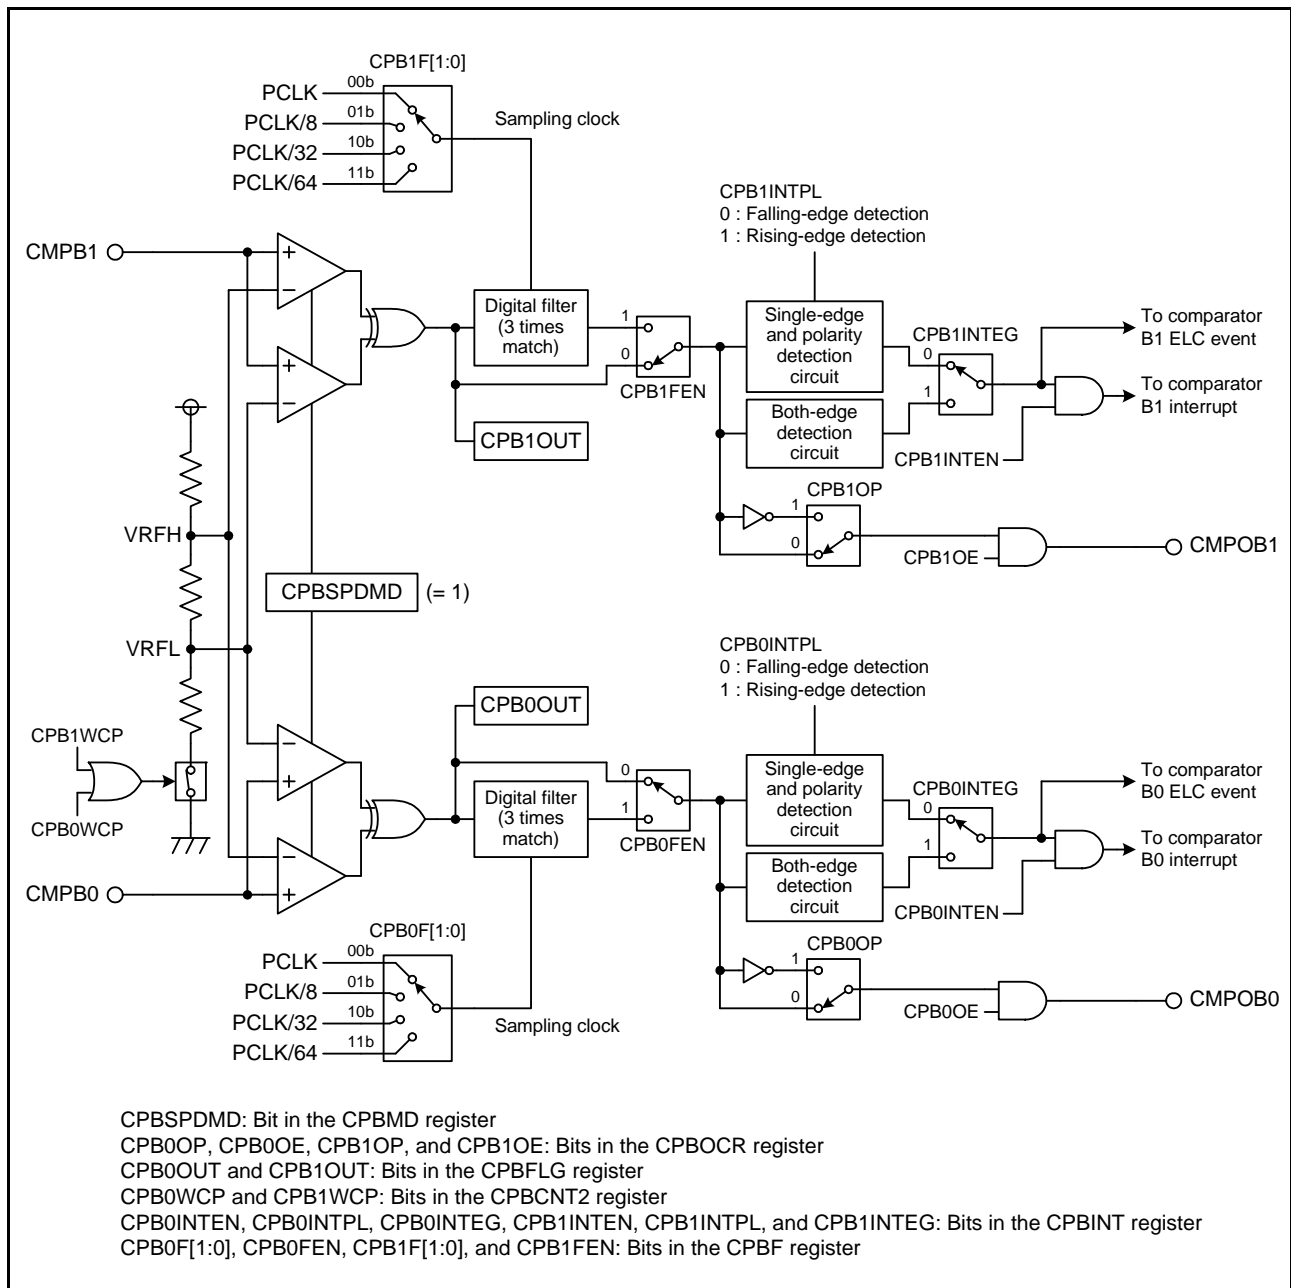 CPB1F[1:0]
PCLK 00b
PCLK/8 01b
PCLK/32 10b
PCLK/64 11b
Sampling clock
CPB1INTPL
0 : Falling-edge detection
1 : Rising-edge detection
CMPB1
+
−
+
−
Digital filter
(3 times
match)
1
0
CPB1FEN
CPB1OUT
Single-edge
and polarity
detection
circuit
Both-edge
detection
circuit
CPB1INTEG
0
1
CPB1INTEN
To comparator
B1 ELC event
To comparator
B1 interrupt
CPB1OP
1
0
CPB1OE
CMPOB1
VRFH
CPBSPDMD (= 1)
VRFL
CPB1WCP
CPB0WCP
CPB0INTPL
0 : Falling-edge detection
1 : Rising-edge detection
CPB0OUT
−
+
−
+
CMPB0
Digital filter
(3 times
match)
0
1
CPB0FEN
Single-edge
and polarity
detection
circuit
Both-edge
detection
circuit
CPB0INTEG
0
1
CPB0INTEN
To comparator
B0 ELC event
To comparator
B0 interrupt
CPB0F[1:0]
PCLK 00b
PCLK/8 01b
PCLK/32 10b
PCLK/64 11b
Sampling clock
CPB0OP
1
0
CPB0OE
CMPOB0
CPBSPDMD: Bit in the CPBMD register
CPB0OP, CPB0OE, CPB1OP, and CPB1OE: Bits in the CPBOCR register
CPB0OUT and CPB1OUT: Bits in the CPBFLG register
CPB0WCP and CPB1WCP: Bits in the CPBCNT2 register
CPB0INTEN, CPB0INTPL, CPB0INTEG, CPB1INTEN, CPB1INTPL, and CPB1INTEG: Bits in the CPBINT register
CPB0F[1:0], CPB0FEN, CPB1F[1:0], and CPB1FEN: Bits in the CPBF register